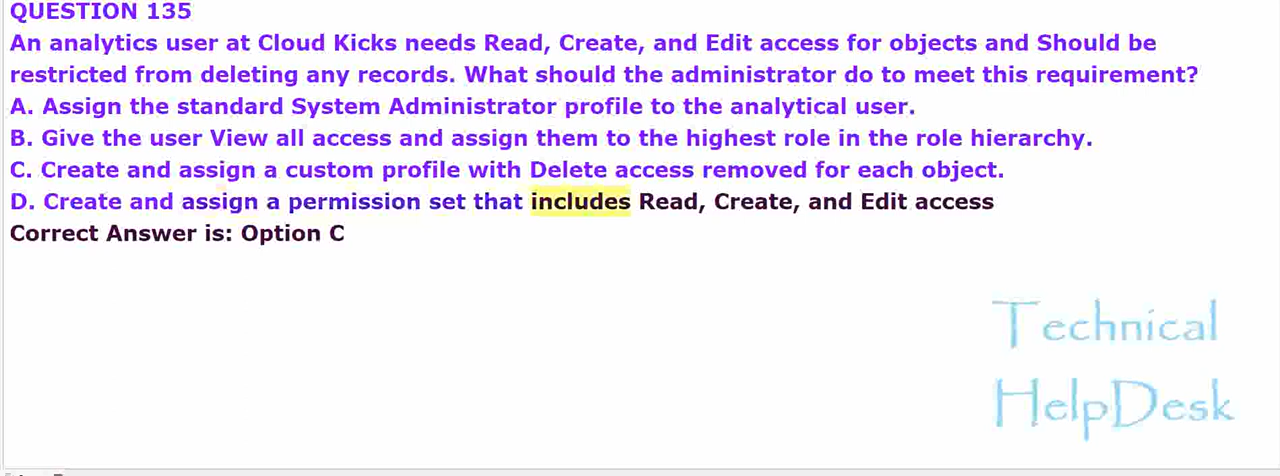 QUESTION 135
An analytics user at Cloud Kicks needs Read, Create, and Edit access for objects and Should be
restricted from deleting any records. What should the administrator do to meet this requirement?
A. Assign the standard System Administrator profile to the analytical user.
B. Give the user View all access and assign them to the highest role in the role hierarchy.
C. Create and assign a custom profile with Delete access removed for each object.
D. Create and assign a permission set that includes Read, Create, and Edit access
Correct Answer is: Option C
Technical
HelpDesk